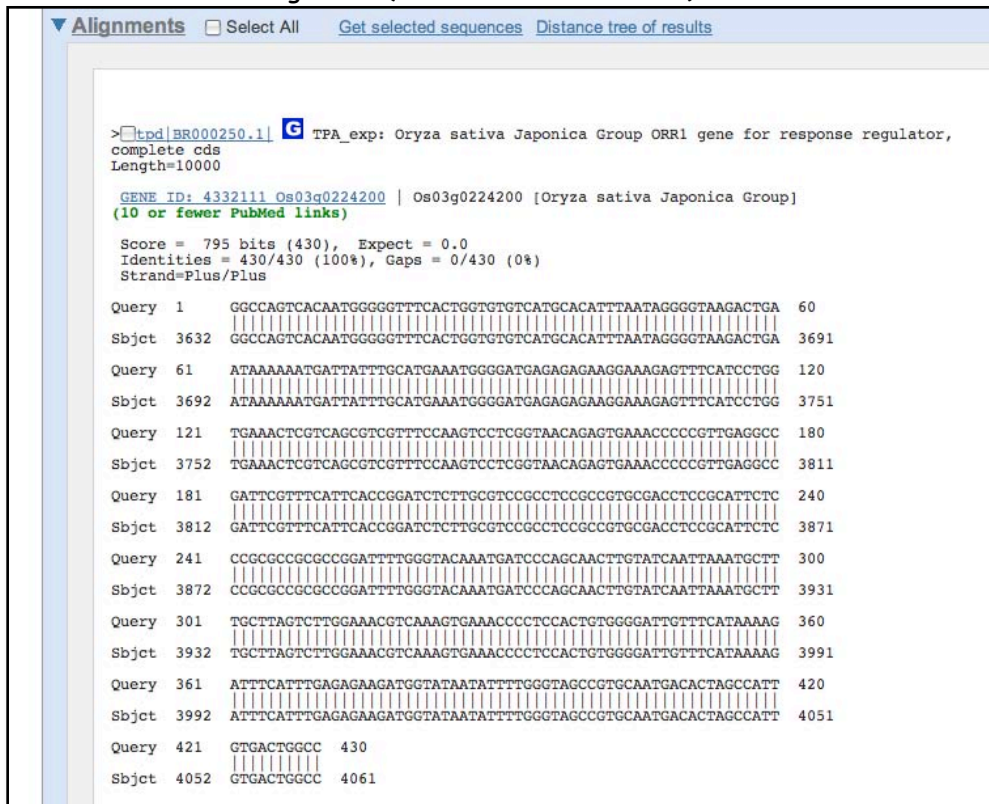 ▼ Alignments Select All Get selected sequences Distance tree of results
>tpd|BR000250.1| G TPA_exp: Oryza sativa Japonica Group ORR1 gene for response regulator,
complete cds
Length=10000
GENE ID: 4332111 Os03g0224200 | Os03g0224200 [Oryza sativa Japonica Group]
(10 or fewer PubMed links)
Score = 795 bits (430), Expect = 0.0
Identities = 430/430 (100%), Gaps = 0/430 (0%)
Strand=Plus/Plus
Query 1 GGCCAGTCACAATGGGGGTTTCACTGGTGTGTCATGCACATTTAATAGGGGTAAGACTGA 60
||||||||||||||||||||||||||||||||||||||||||||||||||||||||||||
Sbjct 3632 GGCCAGTCACAATGGGGGTTTCACTGGTGTGTCATGCACATTTAATAGGGGTAAGACTGA 3691
Query 61 ATAAAAAATGATTATTTGCATGAAATGGGGATGAGAGAGAAGGAAAGAGTTTCATCCTGG 120
||||||||||||||||||||||||||||||||||||||||||||||||||||||||||||
Sbjct 3692 ATAAAAAATGATTATTTGCATGAAATGGGGATGAGAGAGAAGGAAAGAGTTTCATCCTGG 3751
Query 121 TGAAACTCGTCAGCGTCGTTTCCAAGTCCTCGGTAACAGAGTGAAACCCCCGTTGAGGCC 180
||||||||||||||||||||||||||||||||||||||||||||||||||||||||||||
Sbjct 3752 TGAAACTCGTCAGCGTCGTTTCCAAGTCCTCGGTAACAGAGTGAAACCCCCGTTGAGGCC 3811
Query 181 GATTCGTTTCATTCACCGGATCTCTTGCGTCCGCCTCCGCCGTGCGACCTCCGCATTCTC 240
||||||||||||||||||||||||||||||||||||||||||||||||||||||||||||
Sbjct 3812 GATTCGTTTCATTCACCGGATCTCTTGCGTCCGCCTCCGCCGTGCGACCTCCGCATTCTC 3871
Query 241 CCGCGCCGCGCCGGATTTTGGGTACAAATGATCCCAGCAACTTGTATCAATTAAATGCTT 300
||||||||||||||||||||||||||||||||||||||||||||||||||||||||||||
Sbjct 3872 CCGCGCCGCGCCGGATTTTGGGTACAAATGATCCCAGCAACTTGTATCAATTAAATGCTT 3931
Query 301 TGCTTAGTCTTGGAAACGTCAAAGTGAAACCCCTCCACTGTGGGGATTGTTTCATAAAAG 360
||||||||||||||||||||||||||||||||||||||||||||||||||||||||||||
Sbjct 3932 TGCTTAGTCTTGGAAACGTCAAAGTGAAACCCCTCCACTGTGGGGATTGTTTCATAAAAG 3991
Query 361 ATTTCATTTGAGAGAAGATGGTATAATATTTTGGGTAGCCGTGCAATGACACTAGCCATT 420
||||||||||||||||||||||||||||||||||||||||||||||||||||||||||||
Sbjct 3992 ATTTCATTTGAGAGAAGATGGTATAATATTTTGGGTAGCCGTGCAATGACACTAGCCATT 4051
Query 421 GTGACTGGCC 430
||||||||||
Sbjct 4052 GTGACTGGCC 4061